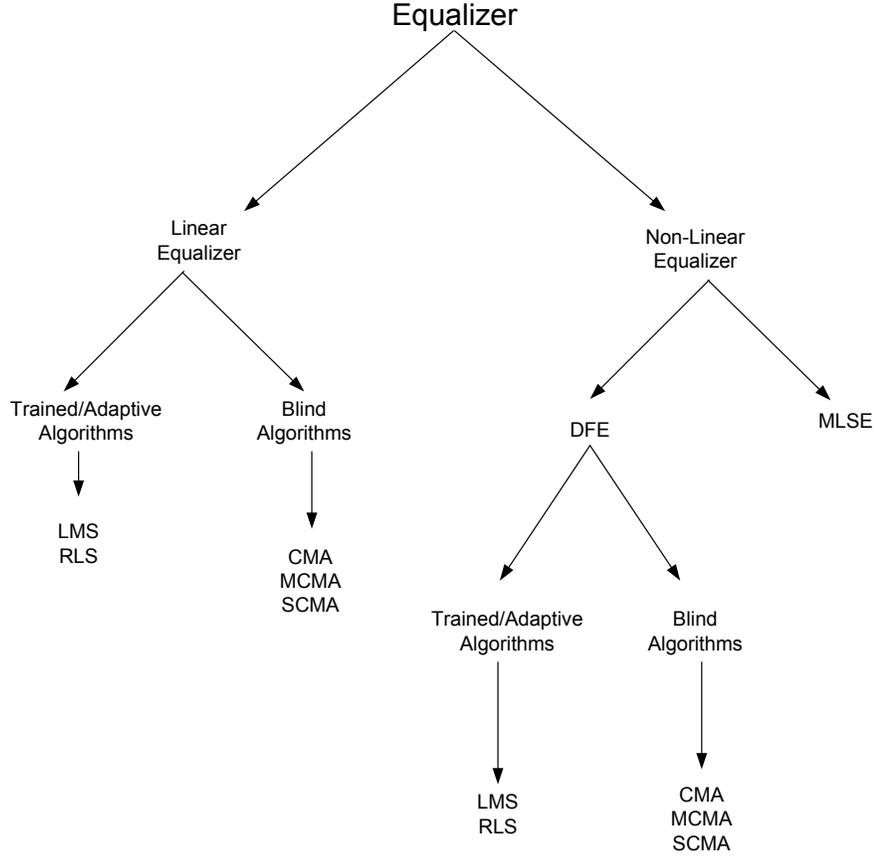 Equalizer
Linear
Equalizer
Non-Linear
Equalizer
Trained/Adaptive
Algorithms
Blind
Algorithms
DFE
MLSE
LMS
RLS
CMA
MCMA
SCMA
Trained/Adaptive
Algorithms
Blind
Algorithms
LMS
RLS
CMA
MCMA
SCMA